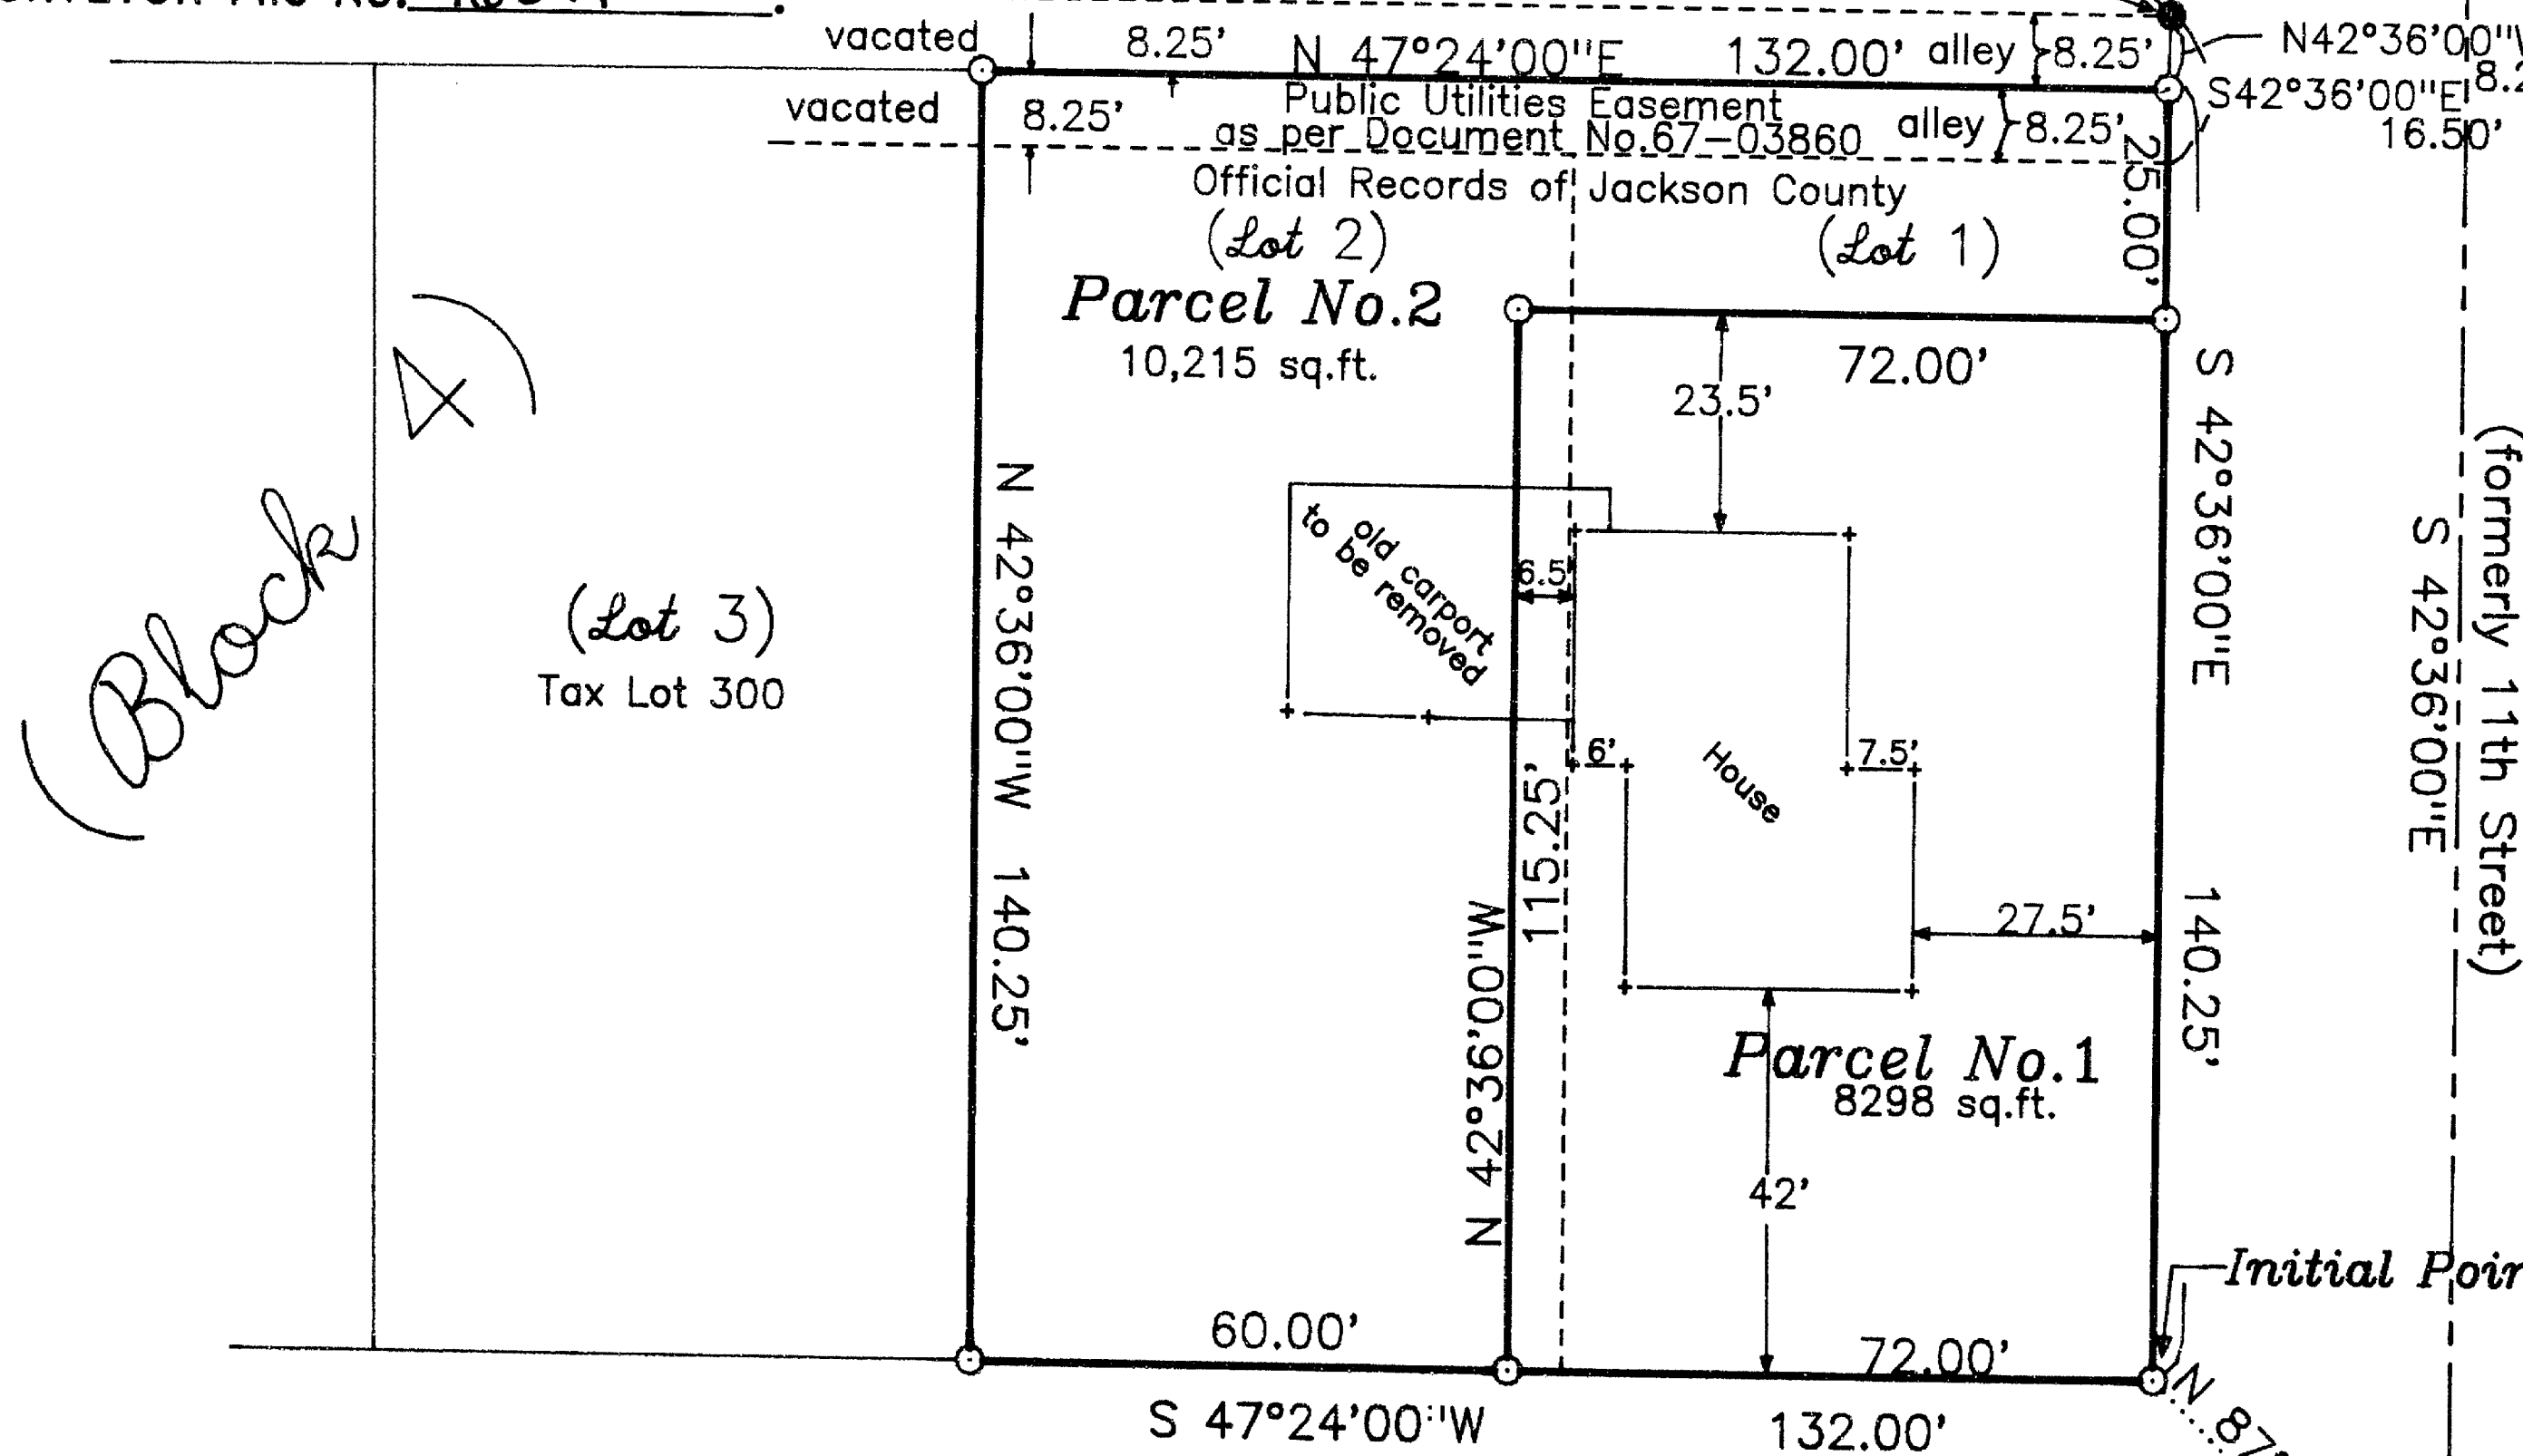 File No.
vacated
8.25'
N 47°24'00"E 132.00'
alley
8.25'
N42°36'00"W
vacated
8.25'
Public Utilities Easement
as per Document No.67-03860
Official Records of Jackson County
alley
8.25'
S42°36'00"E
16.50'
25.00'
(Lot 2)
(Lot 1)
Parcel No.2
10,215 sq.ft.
72.00'
23.5'
(Block 4)
(Lot 3)
Tax Lot 300
N 42°36'00"W 140.25'
old carport
to be removed
6.5'
6'
7.5'
House
115.25'
N 42°36'00"W
27.5'
S 42°36'00"E 140.25'
(formerly 11th Street)
S 42°36'00"E
Parcel No.1
8298 sq.ft.
42'
Initial
60.00'
72.00'
S 47°24'00"W 132.00'
N 87°